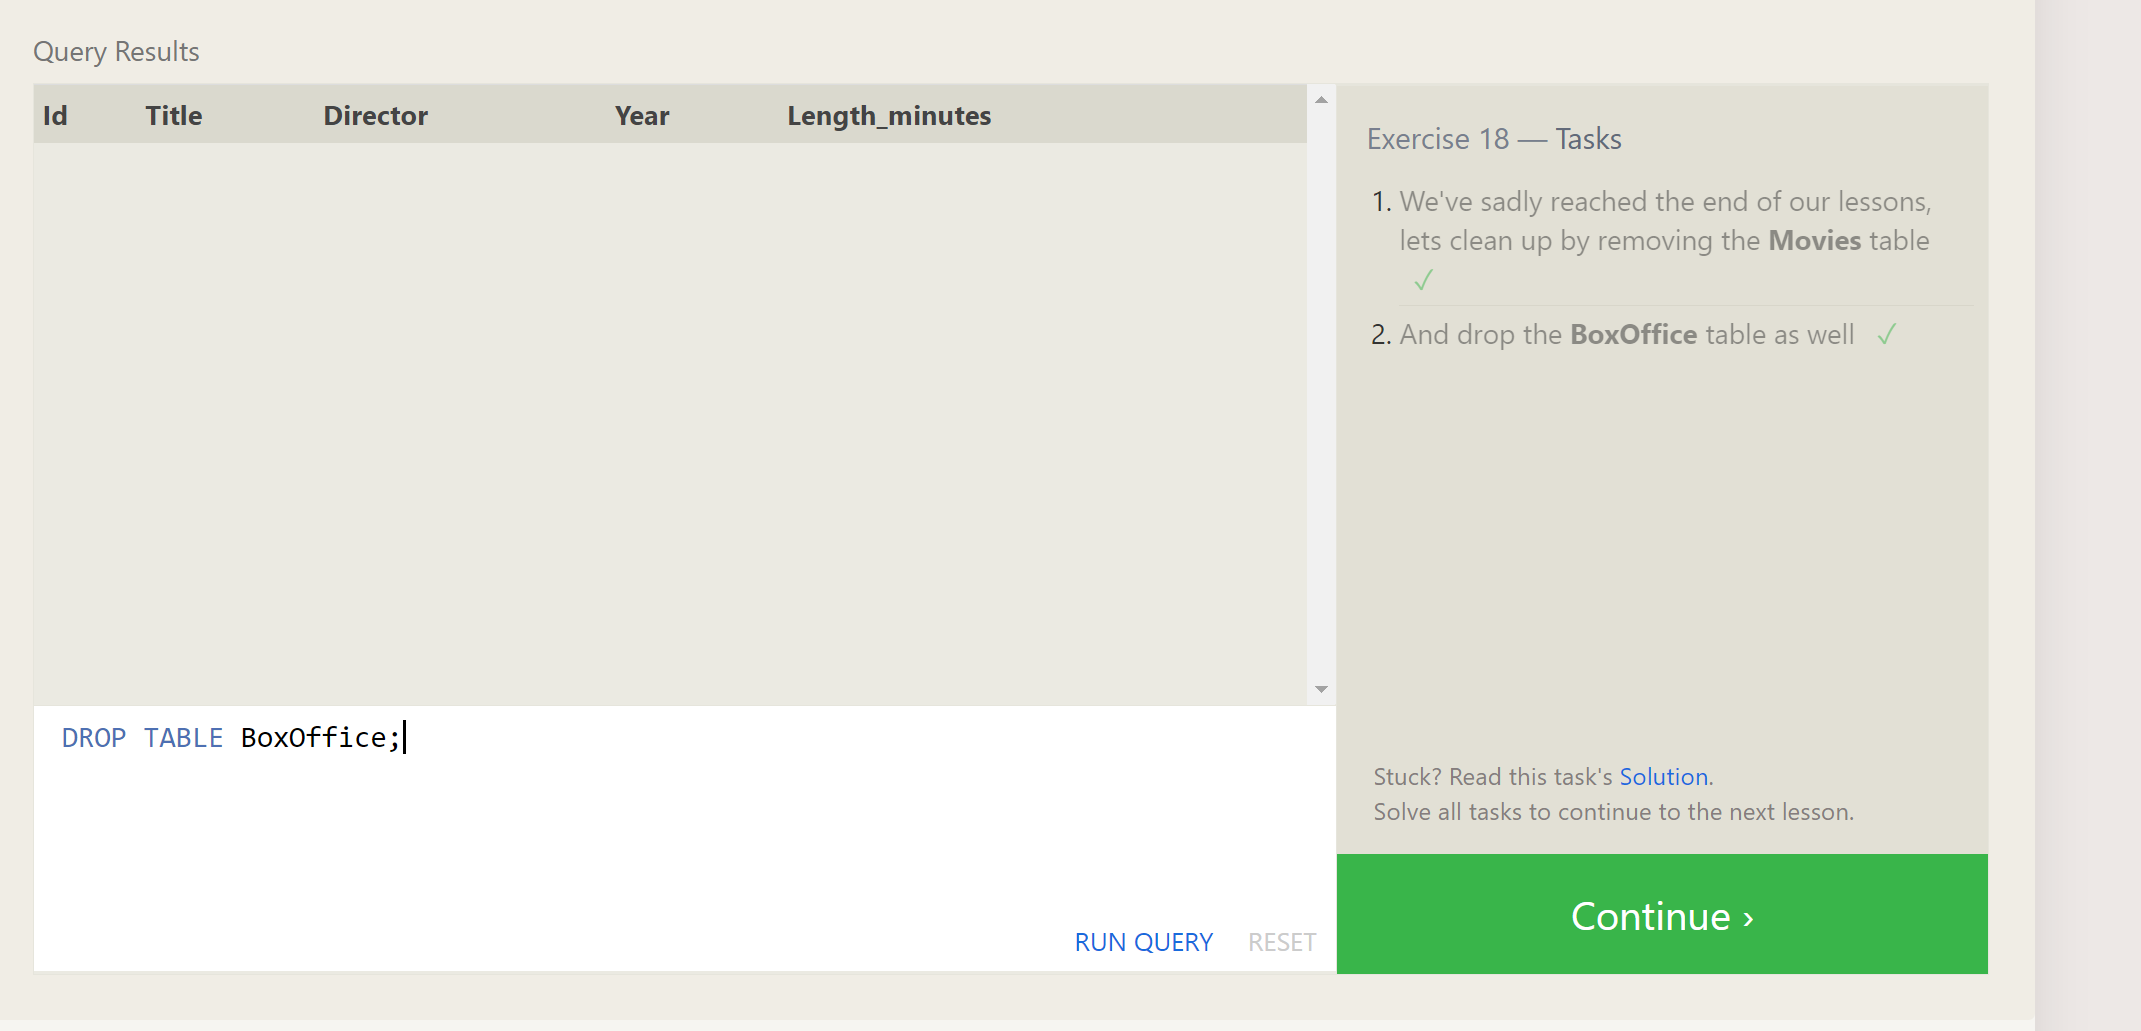 Query Results
Id Title Director Year Length_minutes
Exercise 18 — Tasks
1. We've sadly reached the end of our lessons,
lets clean up by removing the Movies table
✓
2. And drop the BoxOffice table as well ✓
DROP TABLE BoxOffice;
Stuck? Read this task's Solution.
Solve all tasks to continue to the next lesson.
RUN QUERY RESET
Continue ›